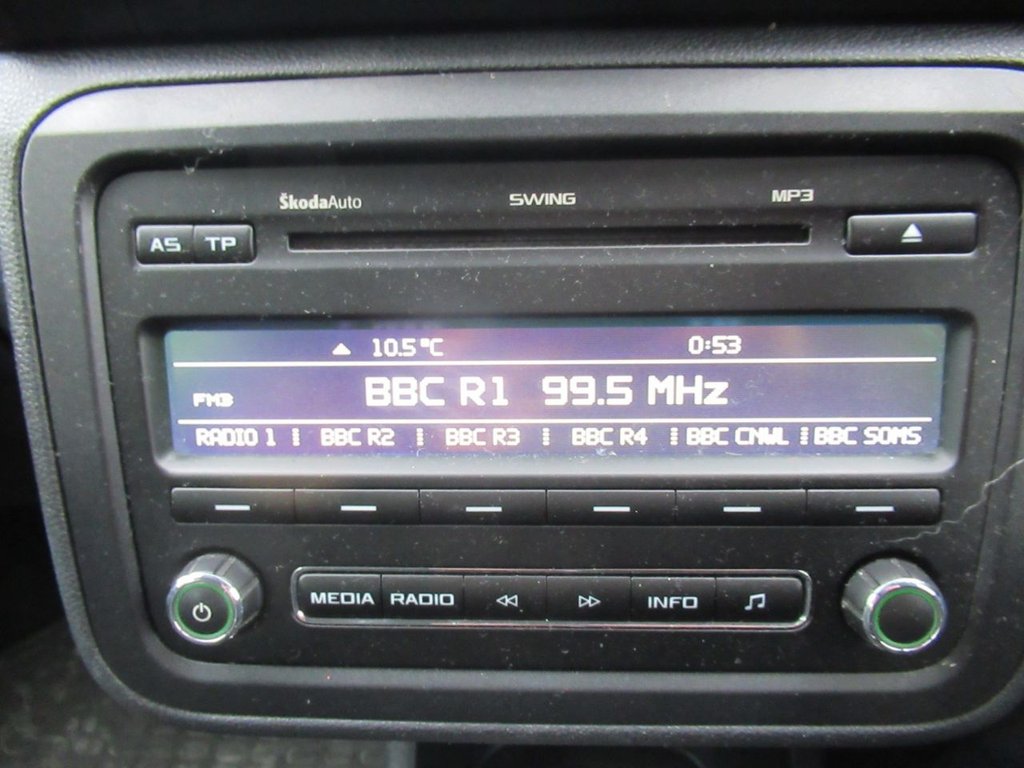 ŠkodaAuto SWING MP3
AS TP
10.5°C 0:53
FM3 BBC R1 99.5 MHz
RADIO 1 BBC R2 BBC R3 BBC R4 BBC CNWL BBC SOMS
MEDIA RADIO INFO